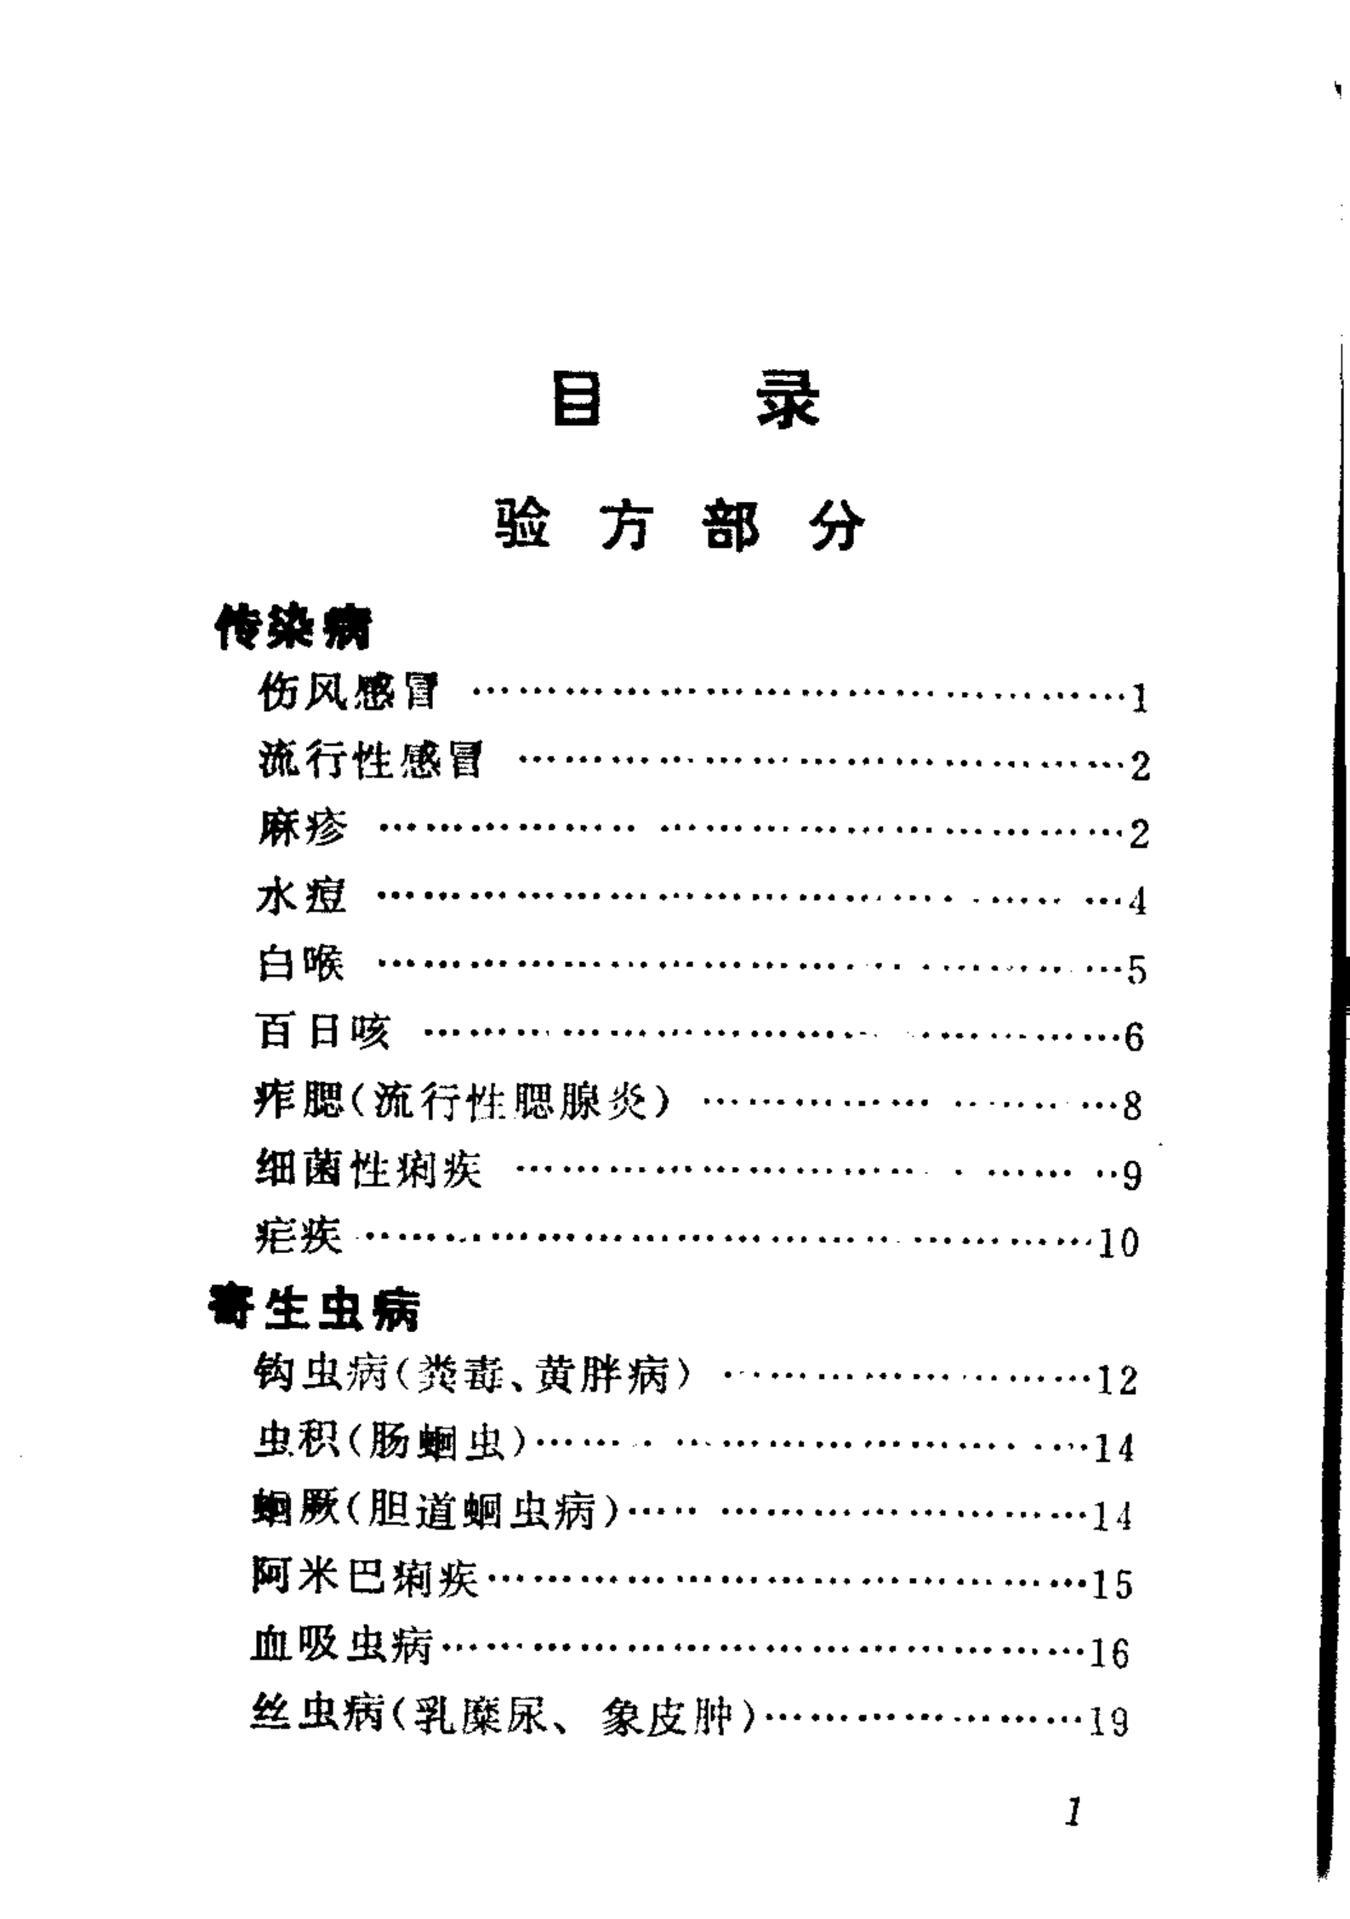 目 录
验方部分
传染病
伤风感冒 ……………………………………1
流行性感冒 ……………………………………2
麻疹 ……………………………………2
水痘 ……………………………………4
白喉 ……………………………………5
百日咳 ……………………………………6
痄腮(流行性腮腺炎) ……………………………………8
细菌性痢疾 ……………………………………9
疟疾 ……………………………………10
寄生虫病
钩虫病(粪毒、黄胖病) ……………………………………12
虫积(肠蛔虫)……………………………………14
蛔厥(胆道蛔虫病)……………………………………14
阿米巴痢疾……………………………………15
血吸虫病……………………………………16
丝虫病(乳糜尿、象皮肿)……………………………………19
1